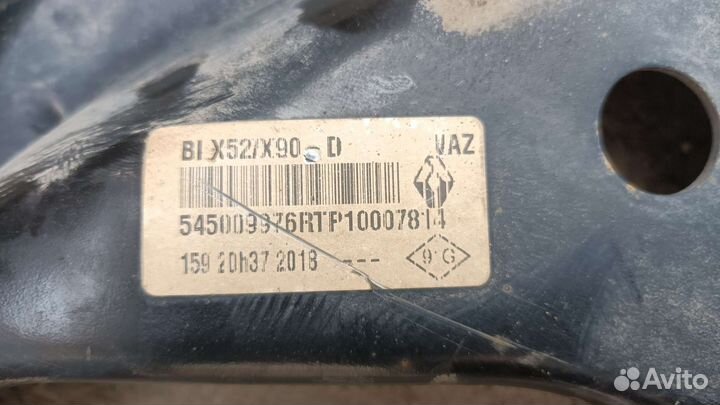 BI X52/X90 - D VAZ
545009976RTP10007814
159 20h37 2018 ---
9.G
Avito